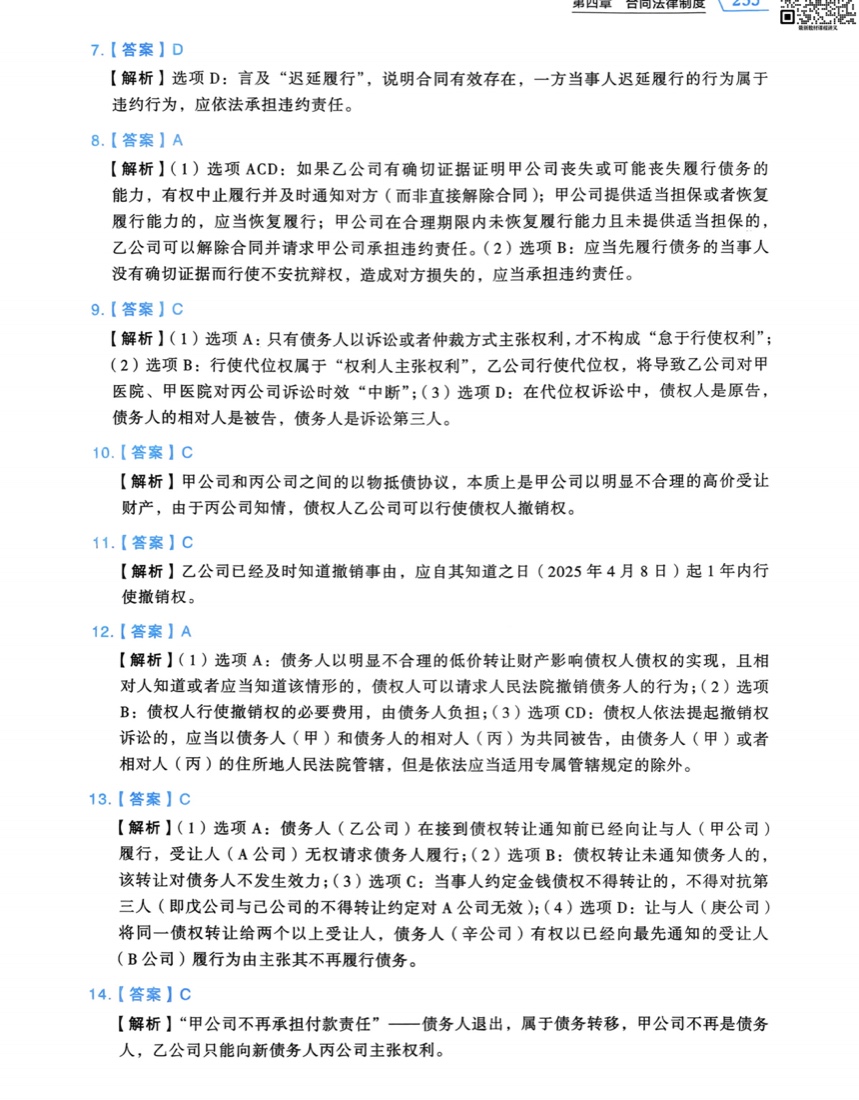 第四章 合同法律制度 255
7.【答案】D
【解析】选项 D：言及“迟延履行”，说明合同有效存在，一方当事人迟延履行的行为属于
违约行为，应依法承担违约责任。
8.【答案】A
【解析】（1）选项 ACD：如果乙公司有确切证据证明甲公司丧失或可能丧失履行债务的
能力，有权中止履行并及时通知对方（而非直接解除合同）；甲公司提供适当担保或者恢复
履行能力的，应当恢复履行；甲公司在合理期限内未恢复履行能力且未提供适当担保的，
乙公司可以解除合同并请求甲公司承担违约责任。（2）选项 B：应当先履行债务的当事人
没有确切证据而行使不安抗辩权，造成对方损失的，应当承担违约责任。
9.【答案】C
【解析】（1）选项 A：只有债务人以诉讼或者仲裁方式主张权利，才不构成“怠于行使权利”；
（2）选项 B：行使代位权属于“权利人主张权利”，乙公司行使代位权，将导致乙公司对甲
医院、甲医院对丙公司诉讼时效“中断”；（3）选项 D：在代位权诉讼中，债权人是原告，
债务人的相对人是被告，债务人是诉讼第三人。
10.【答案】C
【解析】甲公司和丙公司之间的以物抵债协议，本质上是甲公司以明显不合理的高价受让
财产，由于丙公司知情，债权人乙公司可以行使债权人撤销权。
11.【答案】C
【解析】乙公司已经及时知道撤销事由，应自其知道之日（2025 年 4 月 8 日）起 1 年内行
使撤销权。
12.【答案】A
【解析】（1）选项 A：债务人以明显不合理的低价转让财产影响债权人债权的实现，且相
对人知道或者应当知道该情形的，债权人可以请求人民法院撤销债务人的行为；（2）选项
B：债权人行使撤销权的必要费用，由债务人负担；（3）选项 CD：债权人依法提起撤销权
诉讼的，应当以债务人（甲）和债务人的相对人（丙）为共同被告，由债务人（甲）或者
相对人（丙）的住所地人民法院管辖，但是依法应当适用专属管辖规定的除外。
13.【答案】C
【解析】（1）选项 A：债务人（乙公司）在接到债权转让通知前已经向让与人（甲公司）
履行，受让人（A 公司）无权请求债务人履行；（2）选项 B：债权转让未通知债务人的，
该转让对债务人不发生效力；（3）选项 C：当事人约定金钱债权不得转让的，不得对抗第
三人（即戊公司与己公司的不得转让约定对 A 公司无效）；（4）选项 D：让与人（庚公司）
将同一债权转让给两个以上受让人，债务人（辛公司）有权以已经向最先通知的受让人
（B 公司）履行为由主张其不再履行债务。
14.【答案】C
【解析】“甲公司不再承担付款责任”——债务人退出，属于债务转移，甲公司不再是债务
人，乙公司只能向新债务人丙公司主张权利。